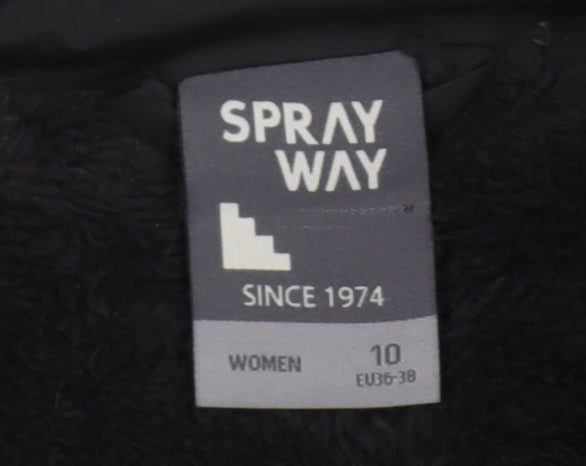 SPRAY
WAY
SINCE 1974
WOMEN 10
EU36-38